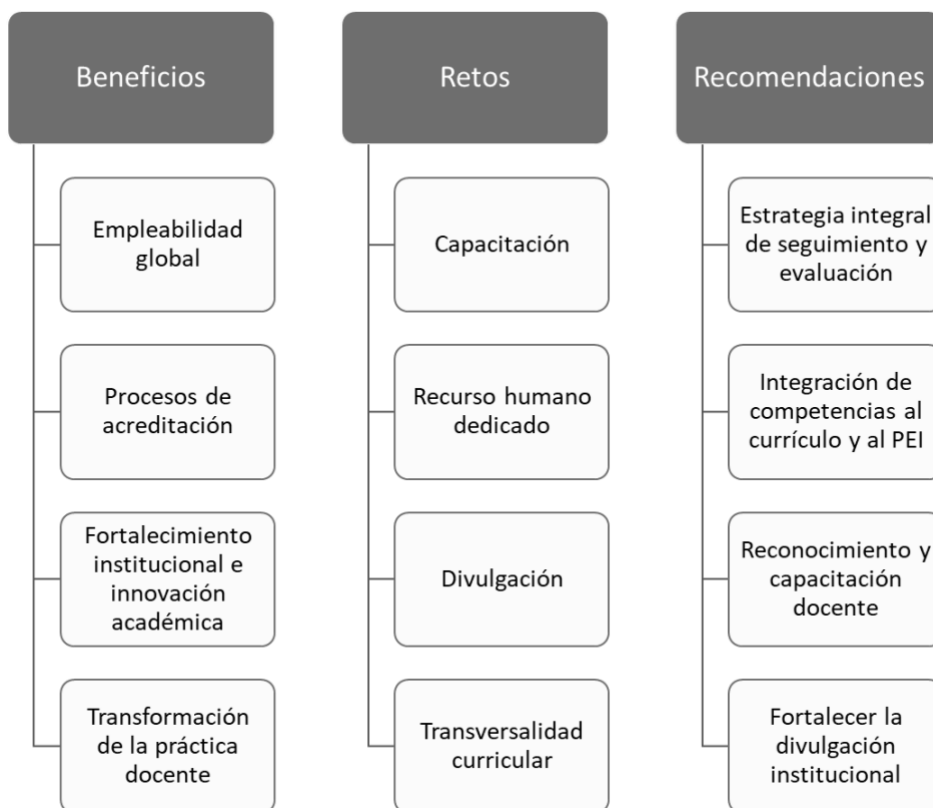 Beneficios
Empleabilidad
global
Procesos de
acreditación
Fortalecimiento
institucional e
innovación
académica
Transformación
de la práctica
docente
Retos
Capacitación
Recurso humano
dedicado
Divulgación
Transversalidad
curricular
Recomendaciones
Estrategia integral
de seguimiento y
evaluación
Integración de
competencias al
currículo y al PEI
Reconocimiento y
capacitación
docente
Fortalecer la
divulgación
institucional